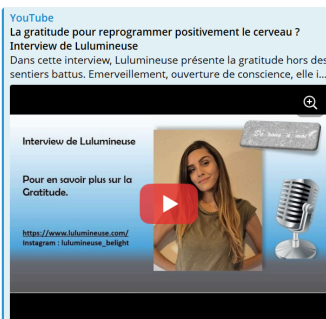 YouTube
La gratitude pour reprogrammer positivement le cerveau ?
Interview de Lulumineuse
Dans cette interview, Lulumineuse présente la gratitude hors des
sentiers battus. Emerveillement, ouverture de conscience, elle i...
Interview de Lulumineuse
Pour en savoir plus sur la
Gratitude.
https://www.lulumineuse.com/
Instagram : lulumineuse_belight